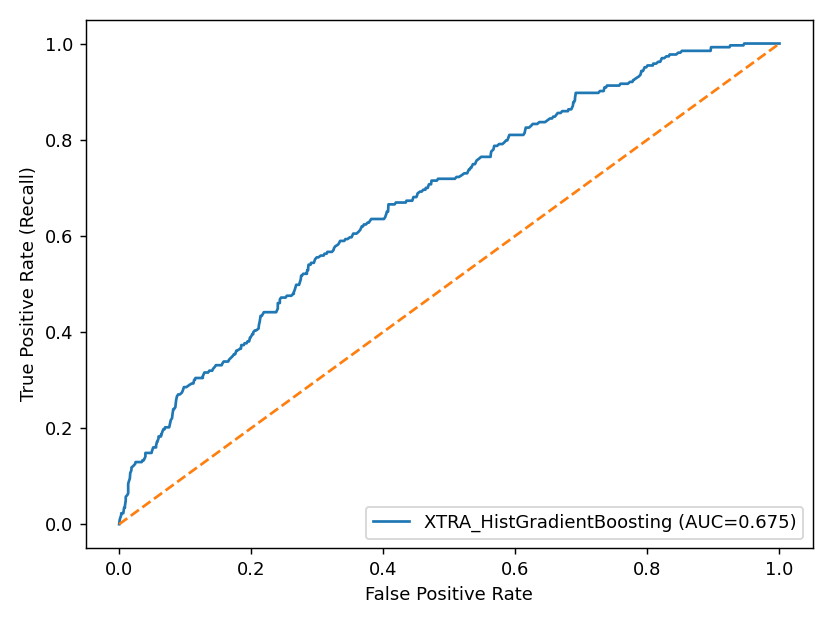 1.0
0.8
0.6
0.4
0.2
0.0
True Positive Rate (Recall)
XTRA_HistGradientBoosting (AUC=0.675)
0.0 0.2 0.4 0.6 0.8 1.0
False Positive Rate